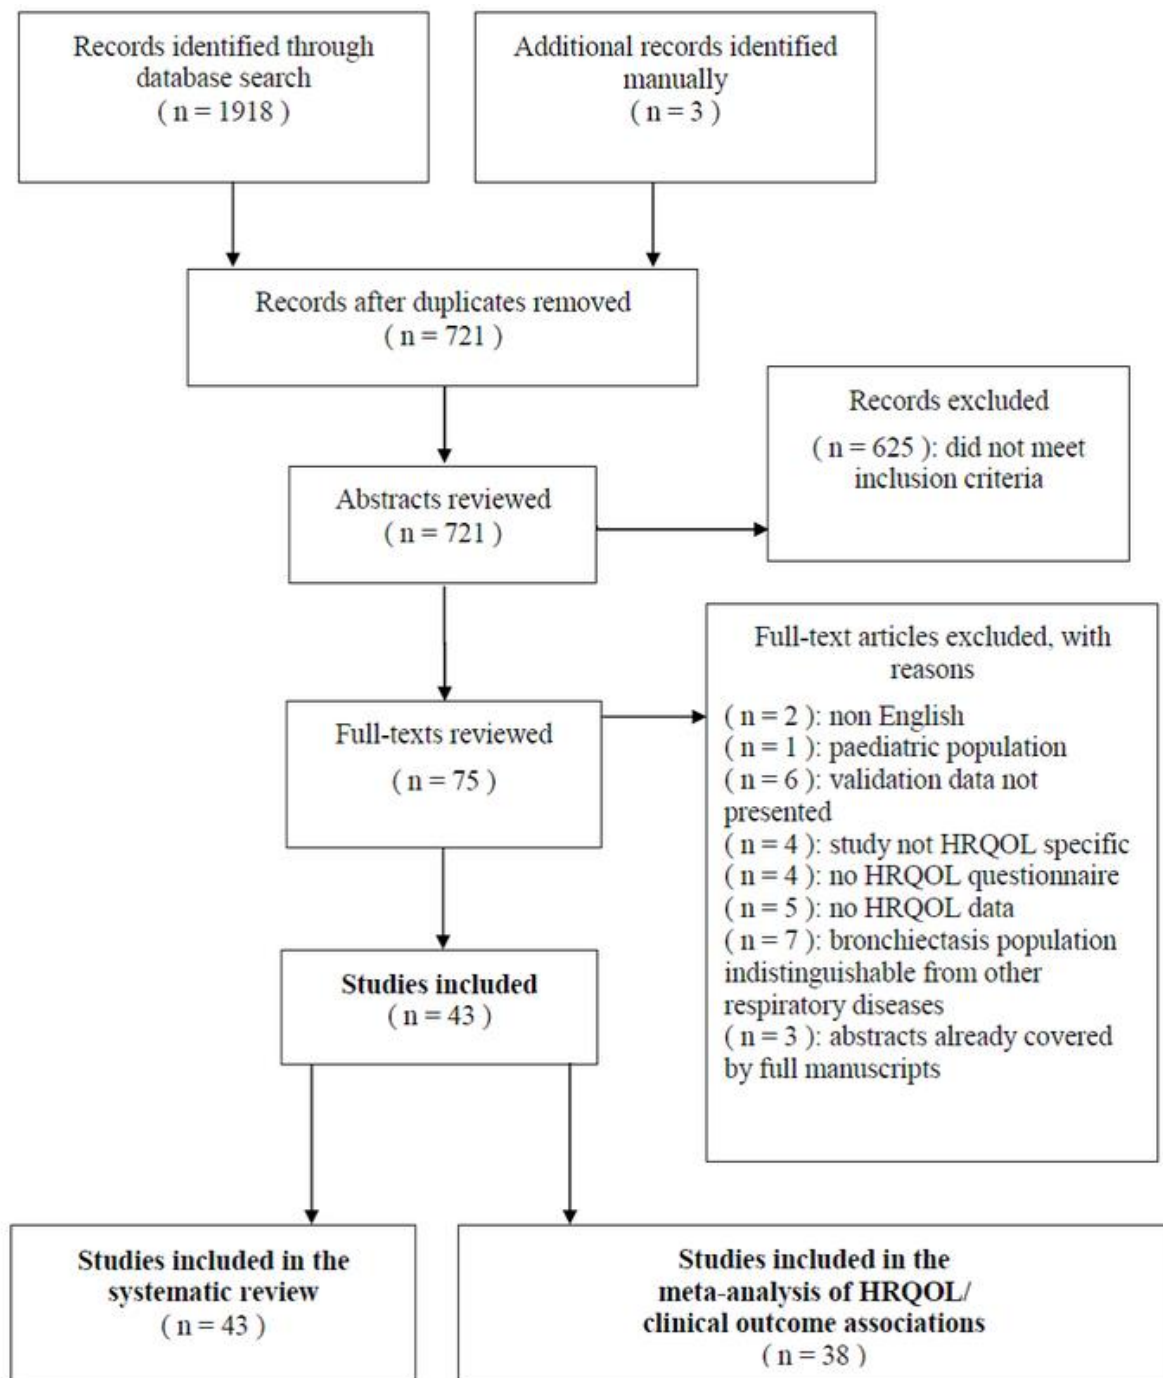 Records identified through
database search
( n = 1918 )
Additional records identified
manually
( n = 3 )
Records after duplicates removed
( n = 721 )
Records excluded
( n = 625 ): did not meet
inclusion criteria
Abstracts reviewed
( n = 721 )
Full-text articles excluded, with
reasons
( n = 2 ): non English
( n = 1 ): paediatric population
( n = 6 ): validation data not
presented
( n = 4 ): study not HRQOL specific
( n = 4 ): no HRQOL questionnaire
( n = 5 ): no HRQOL data
( n = 7 ): bronchiectasis population
indistinguishable from other
respiratory diseases
( n = 3 ): abstracts already covered
by full manuscripts
Full-texts reviewed
( n = 75 )
Studies included
( n = 43 )
Studies included in the
systematic review
( n = 43 )
Studies included in the
meta-analysis of HRQOL/
clinical outcome associations
( n = 38 )